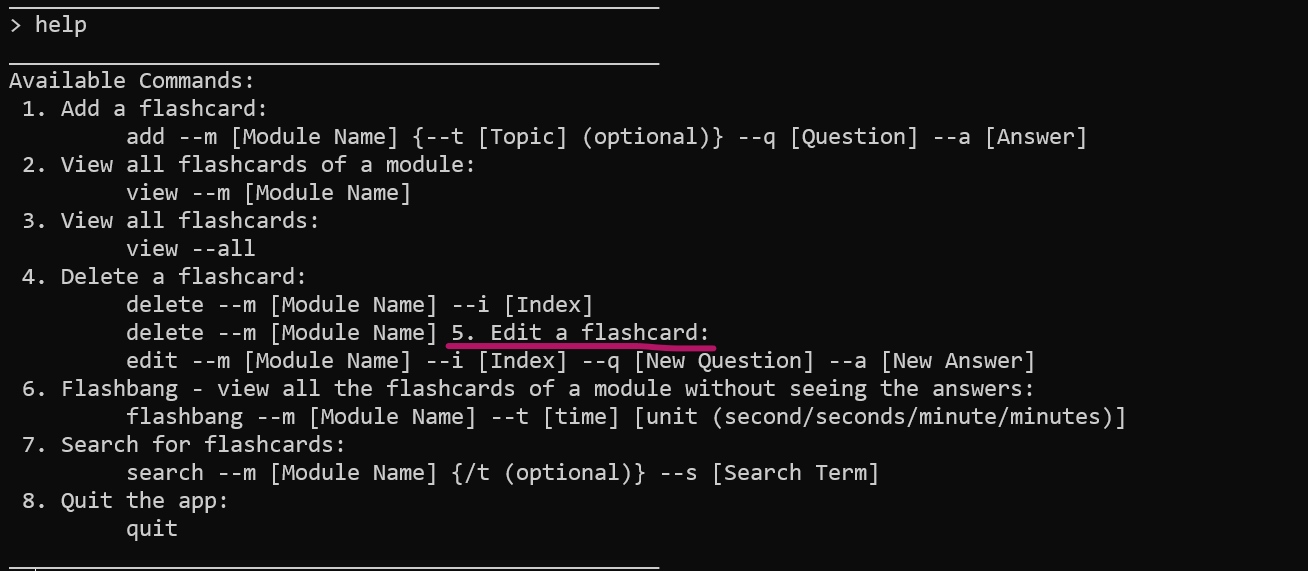 > help
Available Commands:
1. Add a flashcard:
add --m [Module Name] {--t [Topic] (optional)} --q [Question] --a [Answer]
2. View all flashcards of a module:
view --m [Module Name]
3. View all flashcards:
view --all
4. Delete a flashcard:
delete --m [Module Name] --i [Index]
delete --m [Module Name] 5. Edit a flashcard:
edit --m [Module Name] --i [Index] --q [New Question] --a [New Answer]
6. Flashbang - view all the flashcards of a module without seeing the answers:
flashbang --m [Module Name] --t [time] [unit (second/seconds/minute/minutes)]
7. Search for flashcards:
search --m [Module Name] {/t (optional)} --s [Search Term]
8. Quit the app:
quit